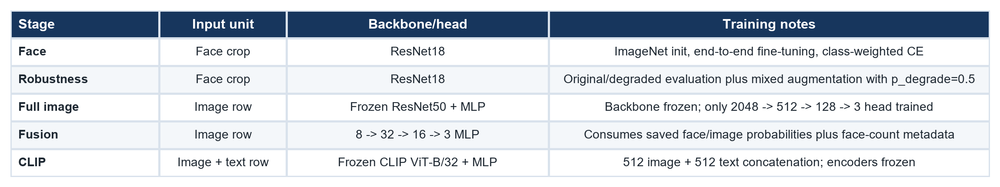 Stage Input unit Backbone/head Training notes
Face Face crop ResNet18 ImageNet init, end-to-end fine-tuning, class-weighted CE
Robustness Face crop ResNet18 Original/degraded evaluation plus mixed augmentation with p_degrade=0.5
Full image Image row Frozen ResNet50 + MLP Backbone frozen; only 2048 -> 512 -> 128 -> 3 head trained
Fusion Image row 8 -> 32 -> 16 -> 3 MLP Consumes saved face/image probabilities plus face-count metadata
CLIP Image + text row Frozen CLIP ViT-B/32 + MLP 512 image + 512 text concatenation; encoders frozen